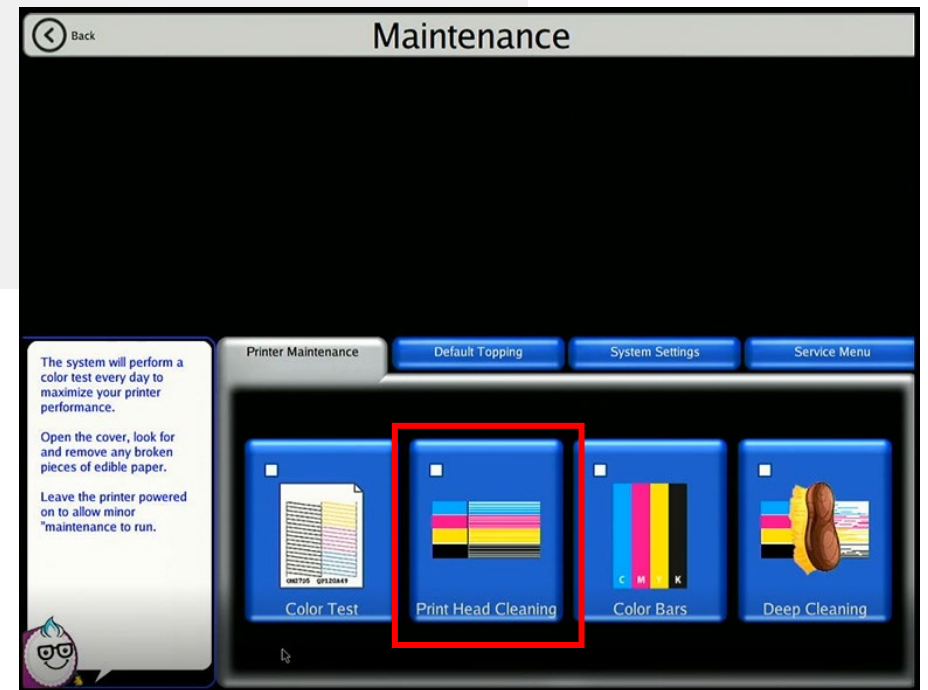 Back
Maintenance
The system will perform a
color test every day to
maximize your printer
performance.
Open the cover, look for
and remove any broken
pieces of edible paper.
Leave the printer powered
on to allow minor
"maintenance to run.
Printer Maintenance
Default Topping
System Settings
Service Menu
Color Test
Print Head Cleaning
C M Y K
Color Bars
Deep Cleaning